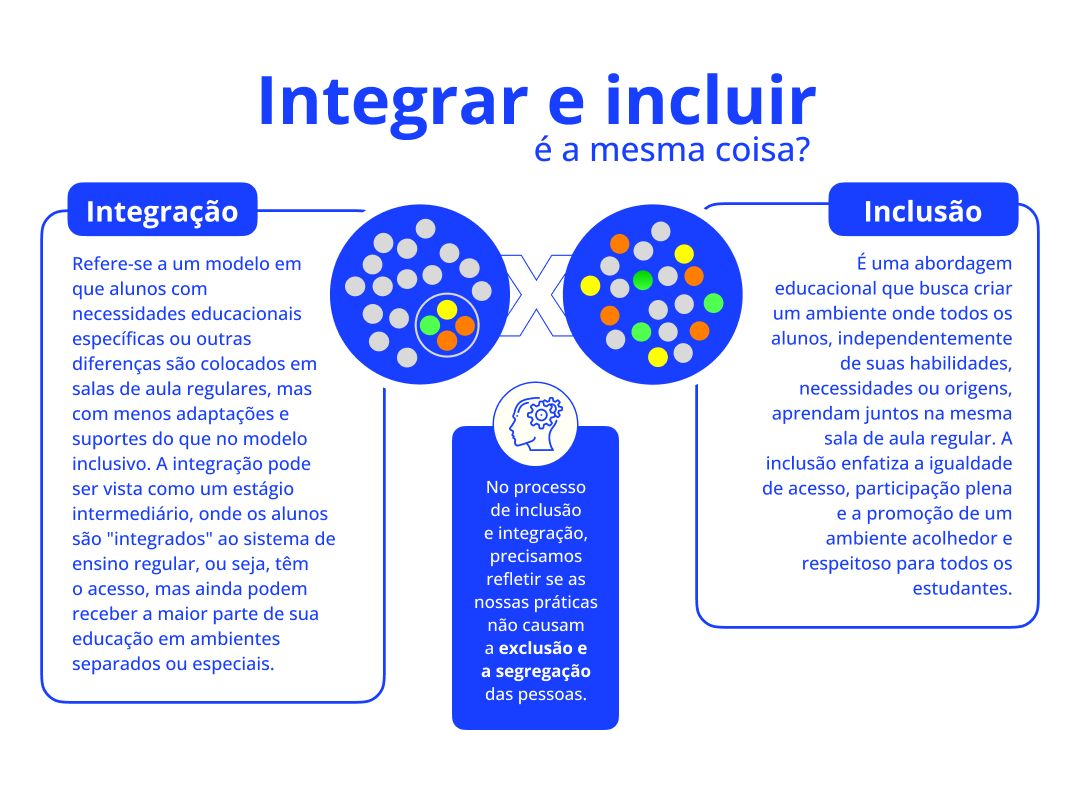 Integrar e incluir
é a mesma coisa?
Integração
Refere-se a um modelo em
que alunos com
necessidades educacionais
específicas ou outras
diferenças são colocados em
salas de aula regulares, mas
com menos adaptações e
suportes do que no modelo
inclusivo. A integração pode
ser vista como um estágio
intermediário, onde os alunos
são "integrados" ao sistema de
ensino regular, ou seja, têm
o acesso, mas ainda podem
receber a maior parte de sua
educação em ambientes
separados ou especiais.
X
No processo
de inclusão
e integração,
precisamos
refletir se as
nossas práticas
não causam
a exclusão e
a segregação
das pessoas.
Inclusão
É uma abordagem
educacional que busca criar
um ambiente onde todos os
alunos, independentemente
de suas habilidades,
necessidades ou origens,
aprendam juntos na mesma
sala de aula regular. A
inclusão enfatiza a igualdade
de acesso, participação plena
e a promoção de um
ambiente acolhedor e
respeitoso para todos os
estudantes.